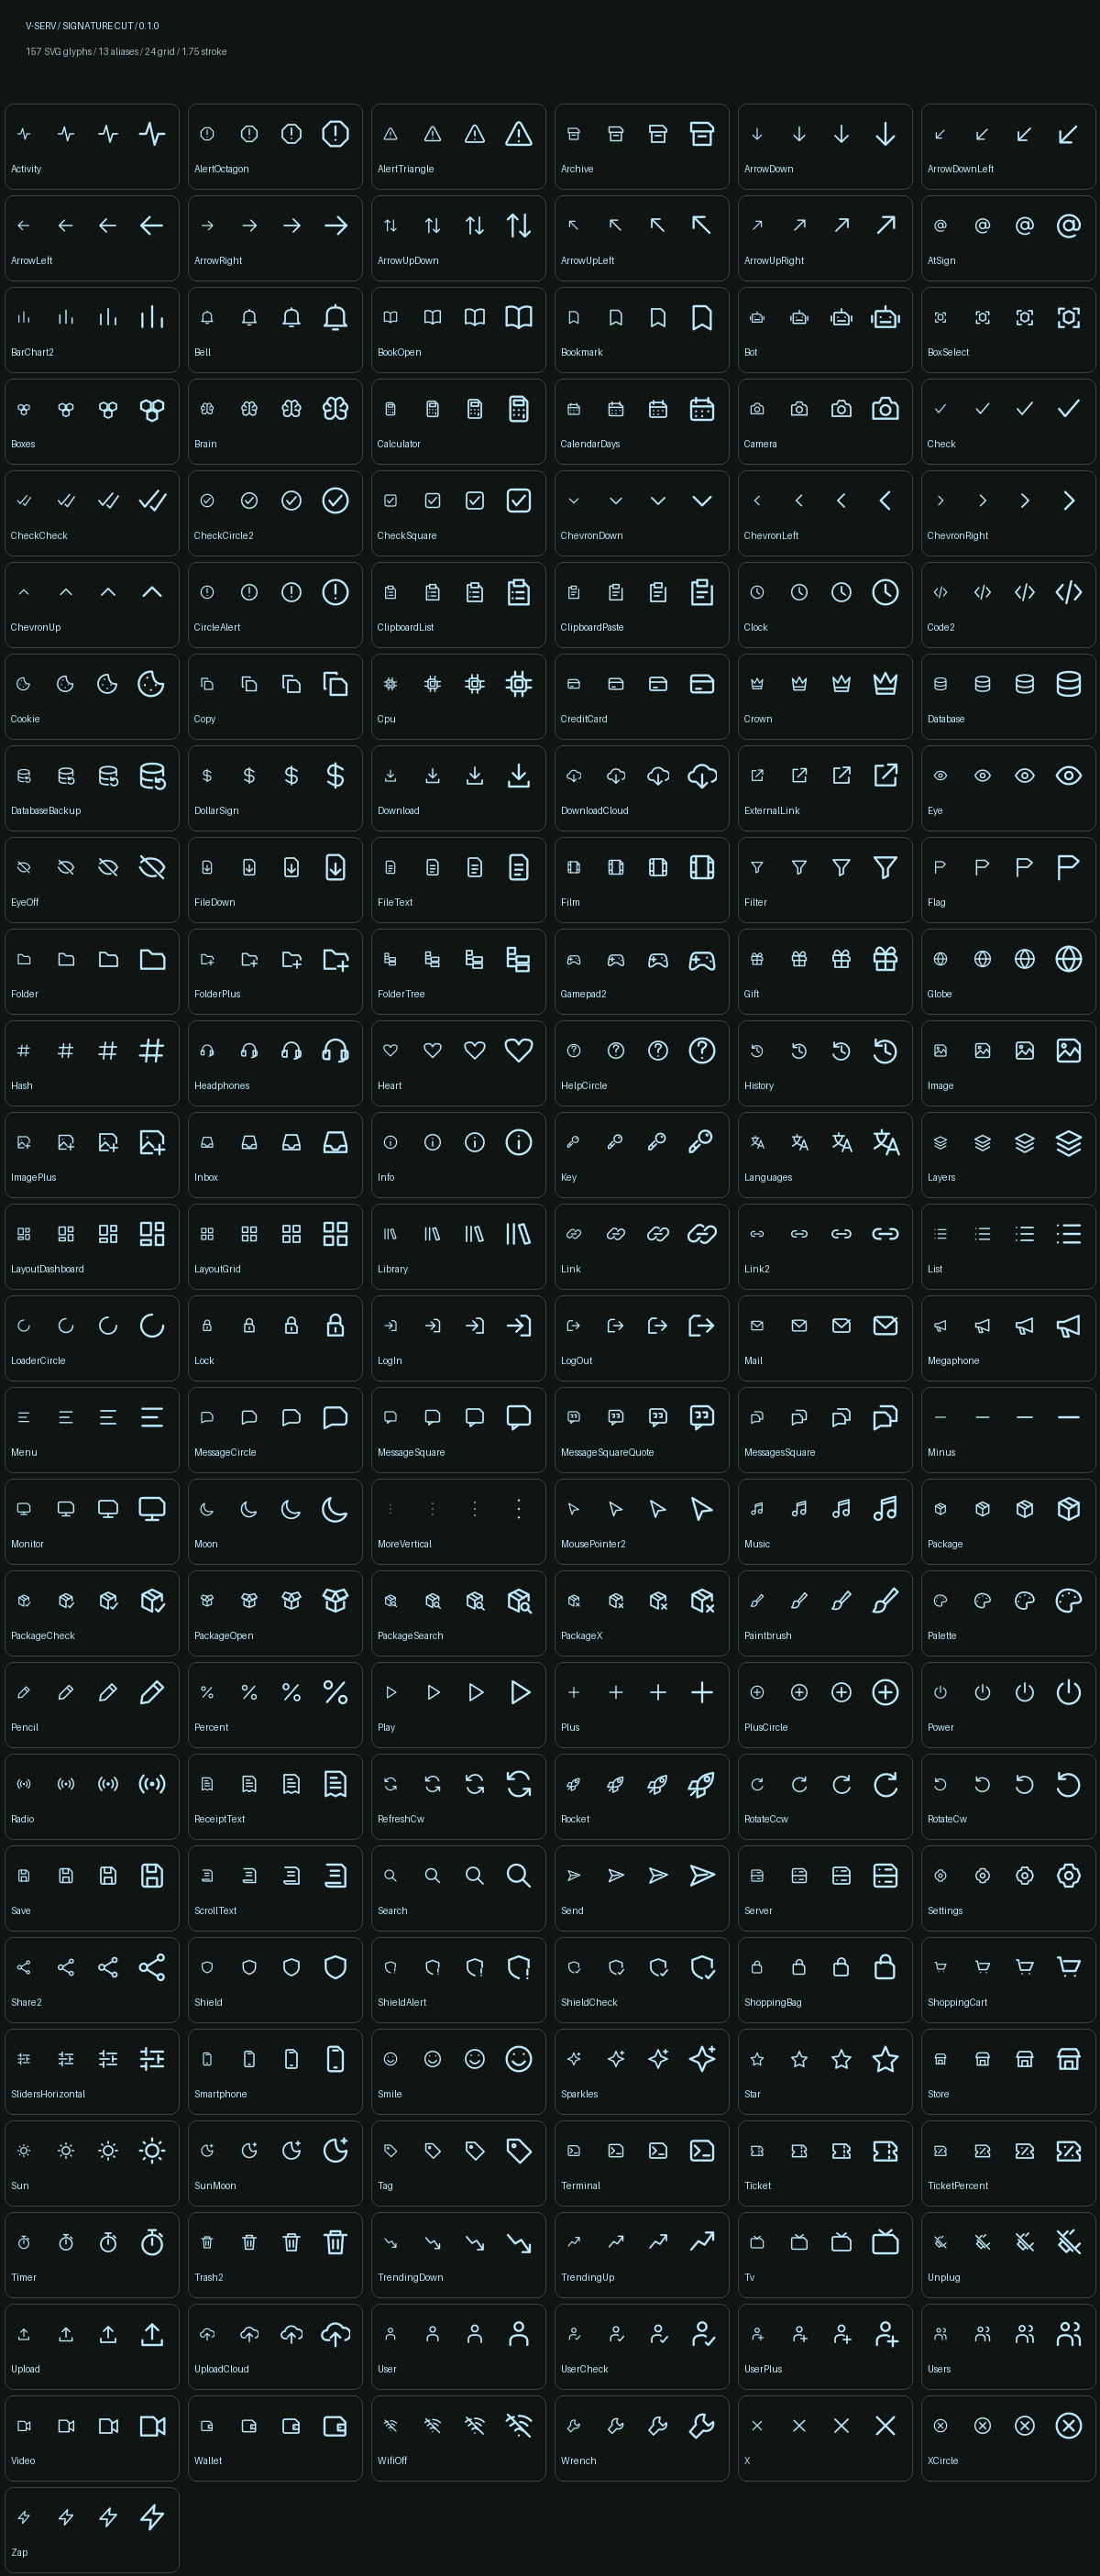 V-SERV / SIGNATURE CUT / 0.1.0
157 SVG glyphs / 13 aliases / 24 grid / 1.75 stroke
Activity AlertOctagon AlertTriangle Archive ArrowDown ArrowDownLeft
ArrowLeft ArrowRight ArrowUpDown ArrowUpLeft ArrowUpRight AtSign
BarChart2 Bell BookOpen Bookmark Bot BoxSelect
Boxes Brain Calculator CalendarDays Camera Check
CheckCheck CheckCircle2 CheckSquare ChevronDown ChevronLeft ChevronRight
ChevronUp CircleAlert ClipboardList ClipboardPaste Clock Code2
Cookie Copy Cpu CreditCard Crown Database
DatabaseBackup DollarSign Download DownloadCloud ExternalLink Eye
EyeOff FileDown FileText Film Filter Flag
Folder FolderPlus FolderTree Gamepad2 Gift Globe
Hash Headphones Heart HelpCircle History Image
ImagePlus Inbox Info Key Languages Layers
LayoutDashboard LayoutGrid Library Link Link2 List
LoaderCircle Lock LogIn LogOut Mail Megaphone
Menu MessageCircle MessageSquare MessageSquareQuote MessagesSquare Minus
Monitor Moon MoreVertical MousePointer2 Music Package
PackageCheck PackageOpen PackageSearch PackageX Paintbrush Palette
Pencil Percent Play Plus PlusCircle Power
Radio ReceiptText RefreshCw Rocket RotateCcw RotateCw
Save ScrollText Search Send Server Settings
Share2 Shield ShieldAlert ShieldCheck ShoppingBag ShoppingCart
SlidersHorizontal Smartphone Smile Sparkles Star Store
Sun SunMoon Tag Terminal Ticket TicketPercent
Timer Trash2 TrendingDown TrendingUp Tv Unplug
Upload UploadCloud User UserCheck UserPlus Users
Video Wallet WifiOff Wrench X XCircle
Zap